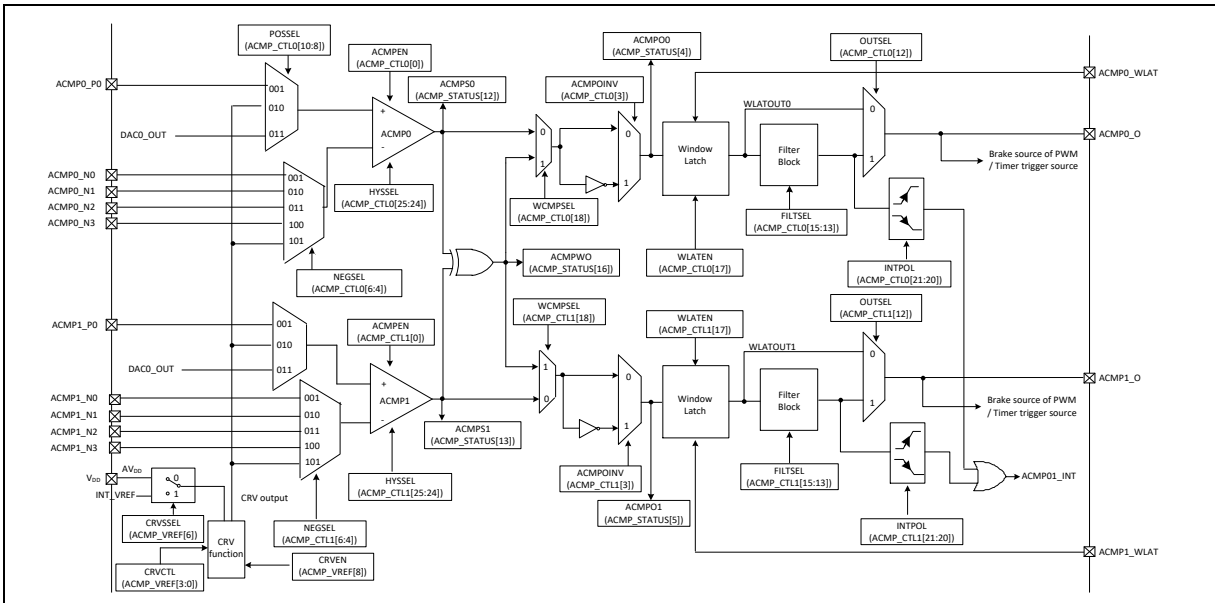 POSSEL
(ACMP_CTL0[10:8])
ACMPEN
(ACMP_CTL0[0])
ACMPS0
(ACMP_STATUS[12])
ACMPO0
(ACMP_STATUS[4])
ACMPOINV
(ACMP_CTL0[3])
OUTSEL
(ACMP_CTL0[12])
ACMP0_WLAT
ACMP0_P0
001
010
011
DAC0_OUT
+
ACMP0
-
0
1
0
1
Window
Latch
WLATOUT0
Filter
Block
0
1
ACMP0_O
Brake source of PWM
/ Timer trigger source
ACMP0_N0
ACMP0_N1
ACMP0_N2
ACMP0_N3
001
010
011
100
101
HYSSEL
(ACMP_CTL0[25:24])
WCMPSEL
(ACMP_CTL0[18])
FILTSEL
(ACMP_CTL0[15:13])
NEGSEL
(ACMP_CTL0[6:4])
ACMPWO
(ACMP_STATUS[16])
WLATEN
(ACMP_CTL0[17])
INTPOL
(ACMP_CTL0[21:20])
ACMP1_P0
001
010
011
DAC0_OUT
ACMPEN
(ACMP_CTL1[0])
WCMPSEL
(ACMP_CTL1[18])
WLATEN
(ACMP_CTL1[17])
OUTSEL
(ACMP_CTL1[12])
+
ACMP1
-
1
0
0
1
Window
Latch
WLATOUT1
Filter
Block
0
1
ACMP1_O
Brake source of PWM
/ Timer trigger source
ACMP1_N0
ACMP1_N1
ACMP1_N2
ACMP1_N3
001
010
011
100
101
ACMPS1
(ACMP_STATUS[13])
HYSSEL
(ACMP_CTL1[25:24])
ACMPOINV
(ACMP_CTL1[3])
FILTSEL
(ACMP_CTL1[15:13])
ACMP01_INT
VDD
AVDD
0
INT_VREF
1
CRV output
CRVSSEL
(ACMP_VREF[6])
NEGSEL
(ACMP_CTL1[6:4])
ACMPO1
(ACMP_STATUS[5])
INTPOL
(ACMP_CTL1[21:20])
CRV
function
CRVCTL
(ACMP_VREF[3:0])
CRVEN
(ACMP_VREF[8])
ACMP1_WLAT